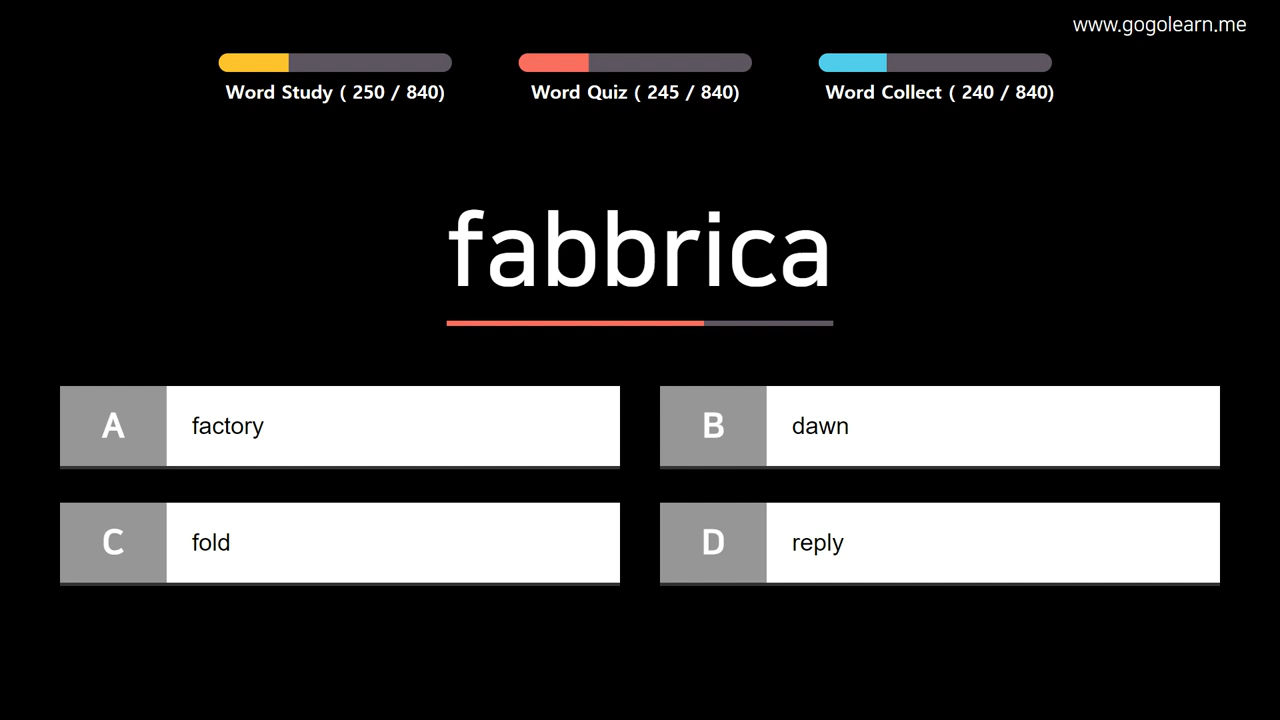 www.gogolearn.me
Word Study ( 250 / 840)
Word Quiz ( 245 / 840)
Word Collect ( 240 / 840)
fabbrica
A factory
B dawn
C fold
D reply